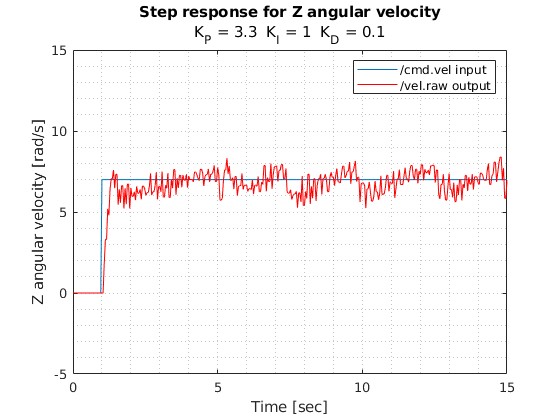 Step response for Z angular velocity
K_P = 3.3 K_I = 1 K_D = 0.1
/cmd.vel input
/vel.raw output
15
10
5
0
-5
Z angular velocity [rad/s]
0 5 10 15
Time [sec]